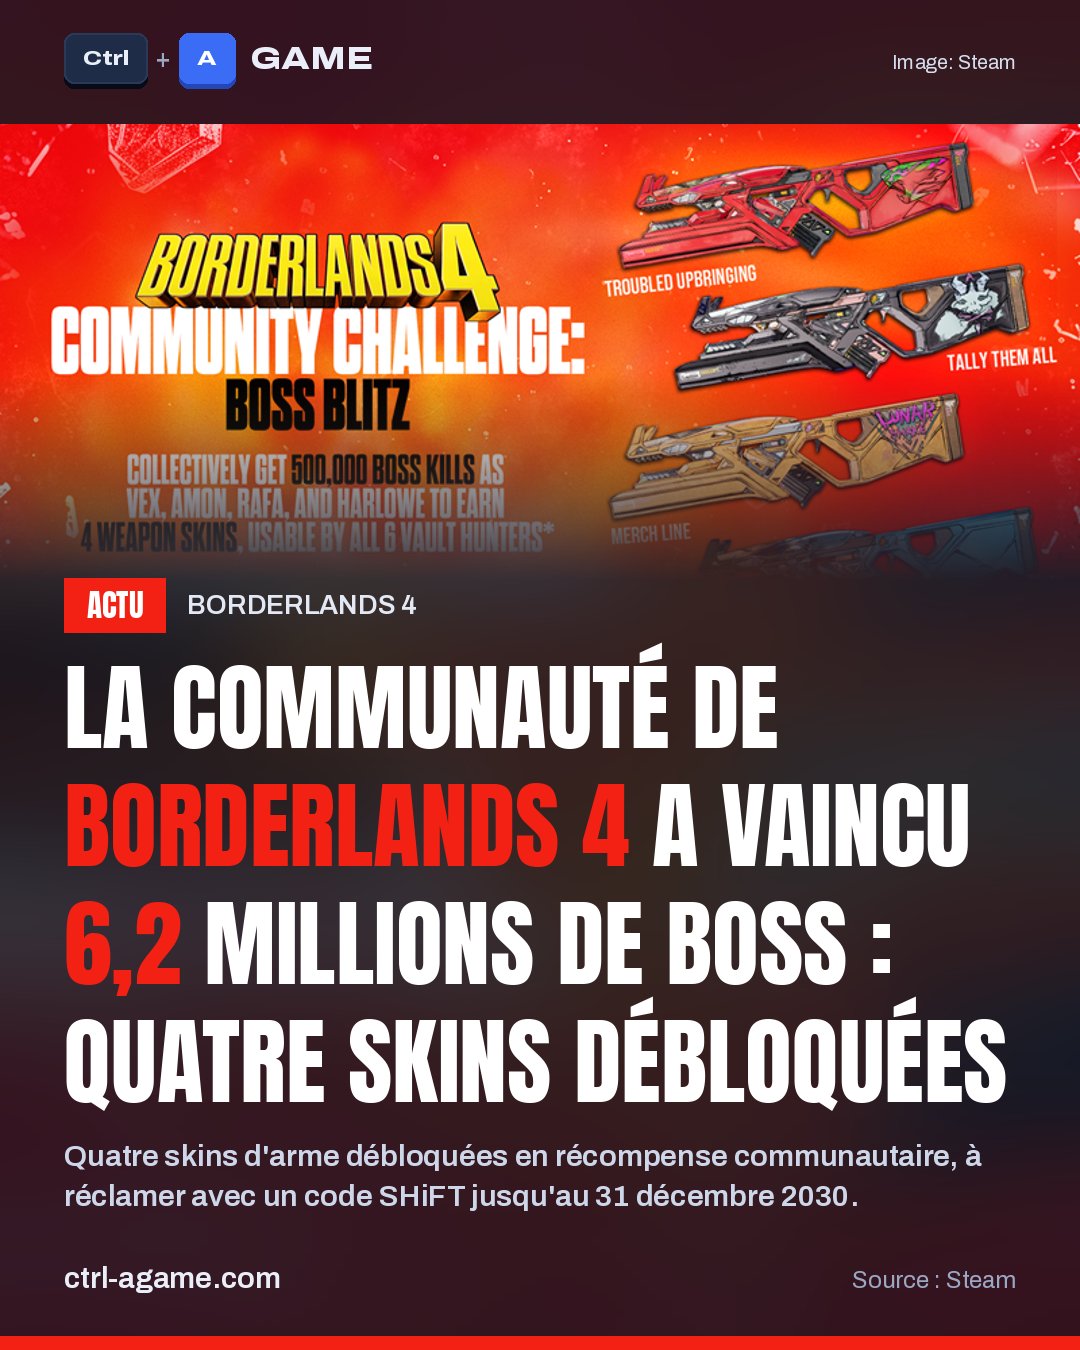 Ctrl + A GAME
Image: Steam
BORDERLANDS 4
COMMUNITY CHALLENGE:
BOSS BLITZ
COLLECTIVELY GET 500,000 BOSS KILLS AS
VEX, AMON, RAFA, AND HARLOWE TO EARN
4 WEAPON SKINS, USABLE BY ALL 6 VAULT HUNTERS*
TROUBLED UPBRINGING
TALLY THEM ALL
MERCH LINE
ACTU
BORDERLANDS 4
LA COMMUNAUTÉ DE
BORDERLANDS 4 A VAINCU
6,2 MILLIONS DE BOSS :
QUATRE SKINS DÉBLOQUÉES
Quatre skins d'arme débloquées en récompense communautaire, à
réclamer avec un code SHiFT jusqu'au 31 décembre 2030.
ctrl-agame.com
Source : Steam